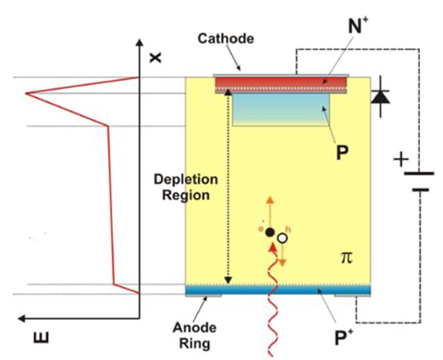 Cathode
N+
x
P
+
Depletion
Region
e
h
π
E
Anode
Ring
P+